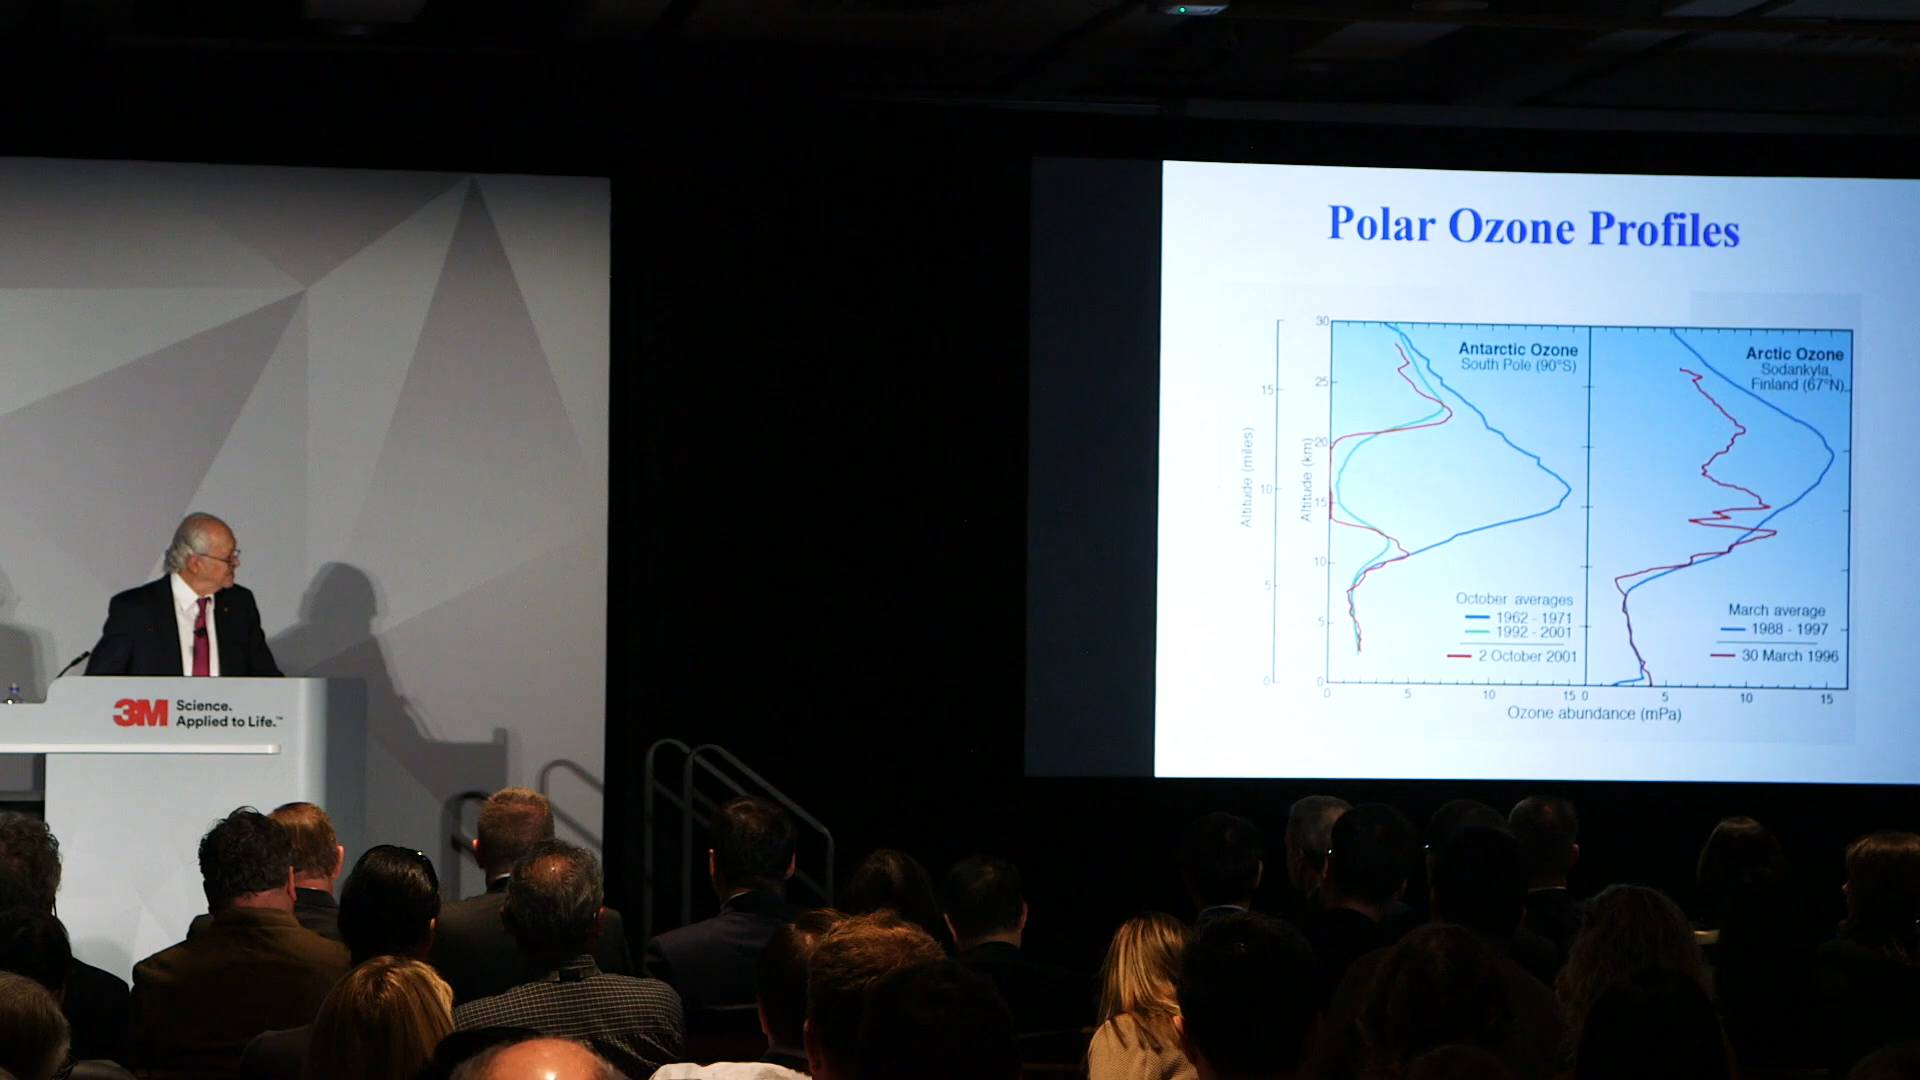 3M Science.
Applied to Life.™
Polar Ozone Profiles
Antarctic Ozone
South Pole (90°S)
Arctic Ozone
Sodankyla,
Finland (67°N)
Altitude (miles)
15
10
5
0
Altitude (km)
30
25
20
15
10
5
0
October averages
1962 - 1971
1992 - 2001
2 October 2001
March average
1988 - 1997
30 March 1996
0 5 10 15 0 5 10 15
Ozone abundance (mPa)